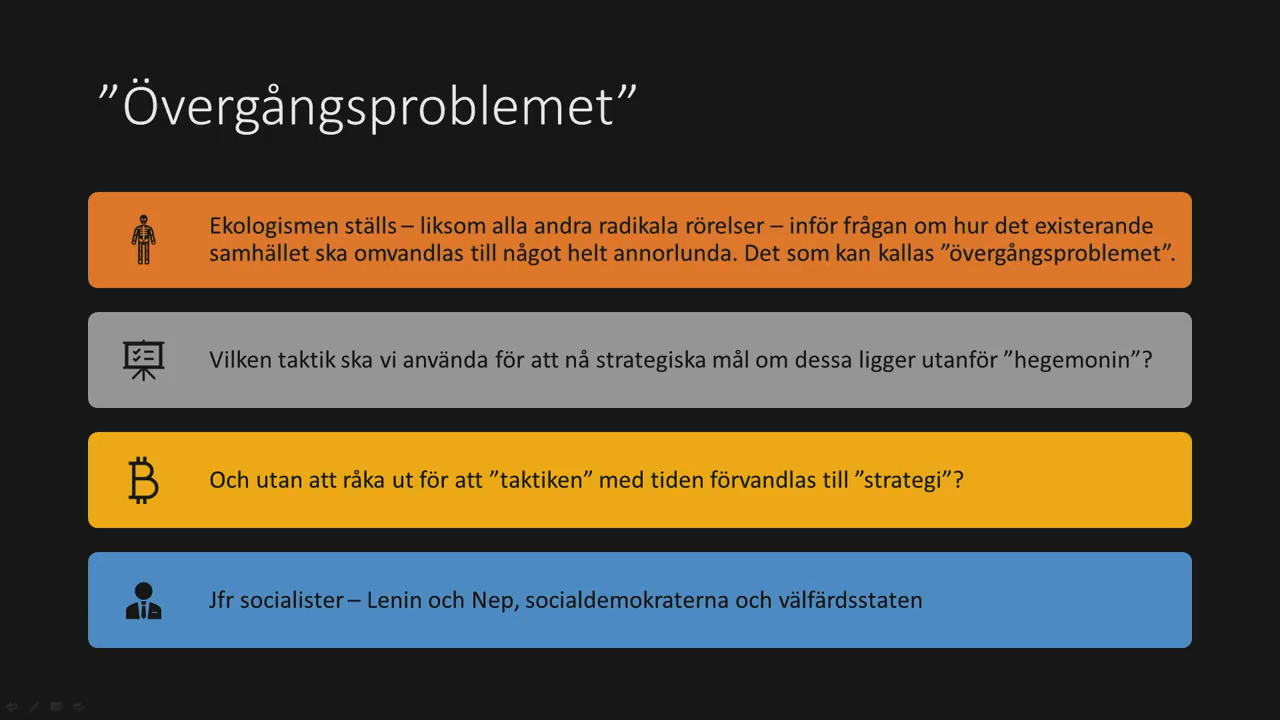 ”Övergångsproblemet”
Ekologismen ställs – liksom alla andra radikala rörelser – inför frågan om hur det existerande
samhället ska omvandlas till något helt annorlunda. Det som kan kallas ”övergångsproblemet”.
Vilken taktik ska vi använda för att nå strategiska mål om dessa ligger utanför ”hegemonin”?
Och utan att råka ut för att ”taktiken” med tiden förvandlas till ”strategi”?
Jfr socialister – Lenin och Nep, socialdemokraterna och välfärdsstaten